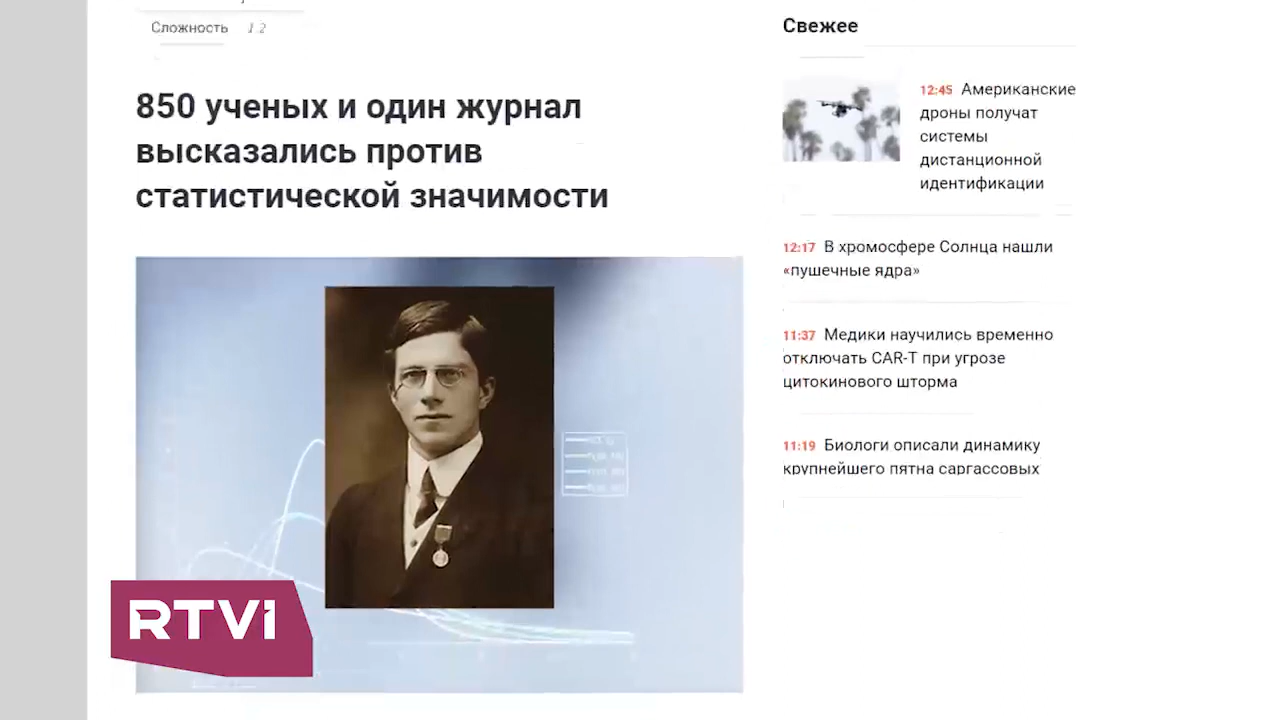 Сложность 1.2
850 ученых и один журнал
высказались против
статистической значимости
RTVI
Свежее
12:45 Американские
дроны получат
системы
дистанционной
идентификации
12:17 В хромосфере Солнца нашли
«пушечные ядра»
11:37 Медики научились временно
отключать CAR-T при угрозе
цитокинового шторма
11:19 Биологи описали динамику
крупнейшего пятна саргассовых